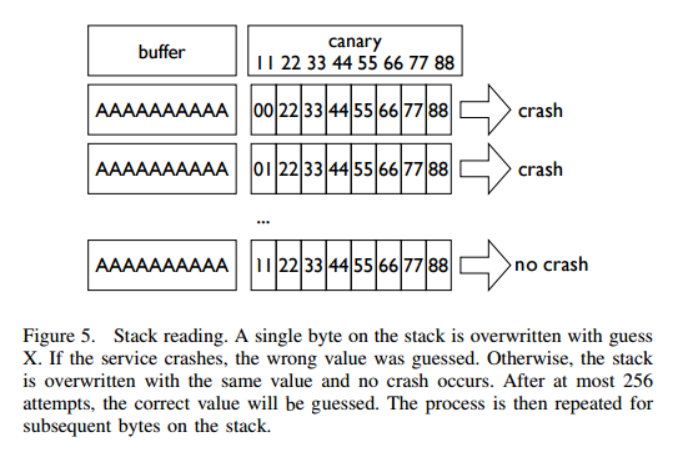 buffer
canary
11 22 33 44 55 66 77 88
AAAAAAAAAA 00 22 33 44 55 66 77 88 crash
AAAAAAAAAA 01 22 33 44 55 66 77 88 crash
...
AAAAAAAAAA 11 22 33 44 55 66 77 88 no crash
Figure 5. Stack reading. A single byte on the stack is overwritten with guess
X. If the service crashes, the wrong value was guessed. Otherwise, the stack
is overwritten with the same value and no crash occurs. After at most 256
attempts, the correct value will be guessed. The process is then repeated for
subsequent bytes on the stack.